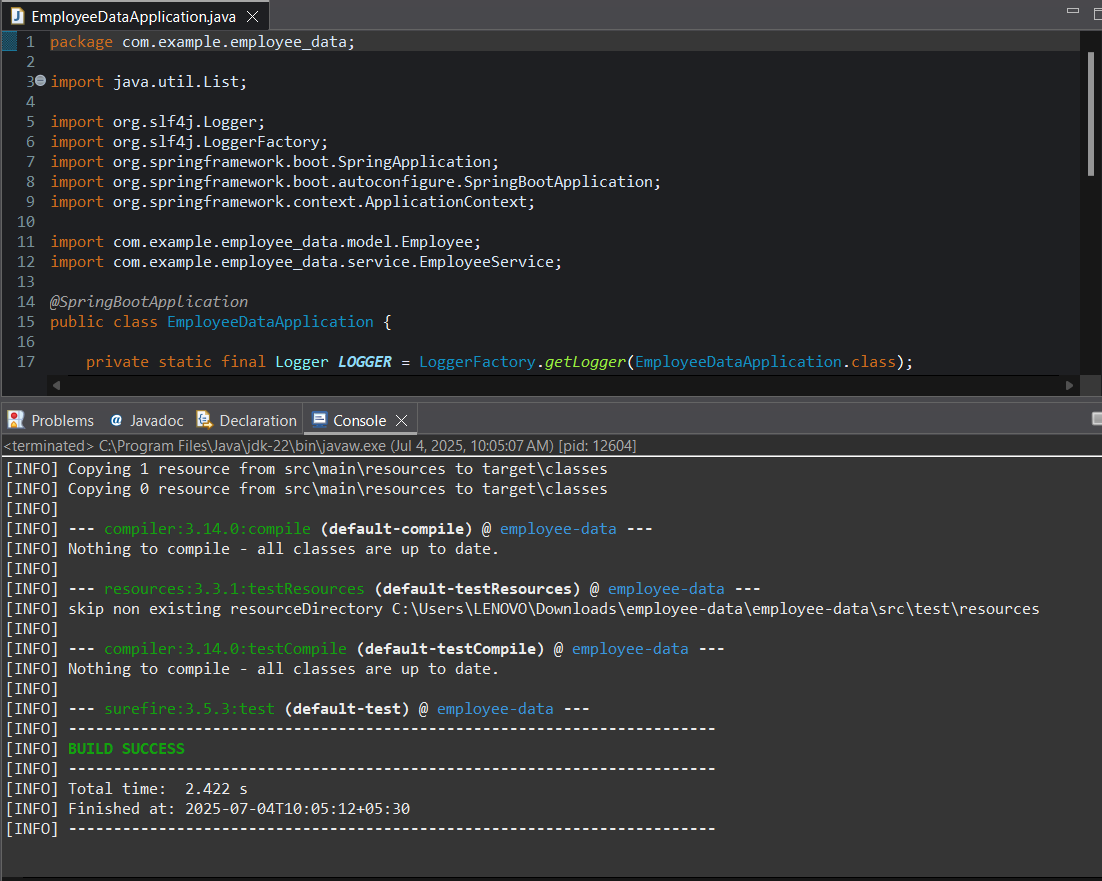 EmployeeDataApplication.java
1 package com.example.employee_data;
2
3 import java.util.List;
4
5 import org.slf4j.Logger;
6 import org.slf4j.LoggerFactory;
7 import org.springframework.boot.SpringApplication;
8 import org.springframework.boot.autoconfigure.SpringBootApplication;
9 import org.springframework.context.ApplicationContext;
10
11 import com.example.employee_data.model.Employee;
12 import com.example.employee_data.service.EmployeeService;
13
14 @SpringBootApplication
15 public class EmployeeDataApplication {
16
17     private static final Logger LOGGER = LoggerFactory.getLogger(EmployeeDataApplication.class);
Problems @ Javadoc Declaration Console
<terminated> C:\Program Files\Java\jdk-22\bin\javaw.exe (Jul 4, 2025, 10:05:07 AM) [pid: 12604]
[INFO] Copying 1 resource from src\main\resources to target\classes
[INFO] Copying 0 resource from src\main\resources to target\classes
[INFO]
[INFO] --- compiler:3.14.0:compile (default-compile) @ employee-data ---
[INFO] Nothing to compile - all classes are up to date.
[INFO]
[INFO] --- resources:3.3.1:testResources (default-testResources) @ employee-data ---
[INFO] skip non existing resourceDirectory C:\Users\LENOVO\Downloads\employee-data\employee-data\src\test\resources
[INFO]
[INFO] --- compiler:3.14.0:testCompile (default-testCompile) @ employee-data ---
[INFO] Nothing to compile - all classes are up to date.
[INFO]
[INFO] --- surefire:3.5.3:test (default-test) @ employee-data ---
[INFO] ------------------------------------------------------------------------
[INFO] BUILD SUCCESS
[INFO] ------------------------------------------------------------------------
[INFO] Total time:  2.422 s
[INFO] Finished at: 2025-07-04T10:05:12+05:30
[INFO] ------------------------------------------------------------------------